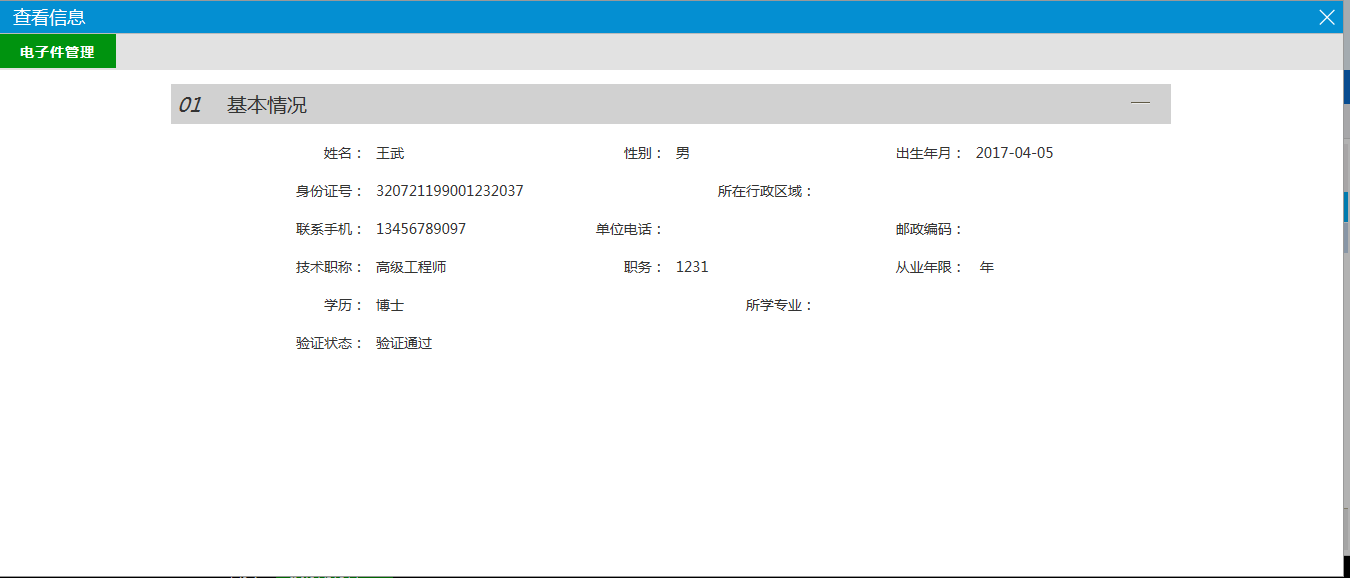 查看信息
电子件管理
01 基本情况
姓名： 王武 性别： 男 出生年月： 2017-04-05
身份证号： 320721199001232037 所在行政区域：
联系手机： 13456789097 单位电话： 邮政编码：
技术职称： 高级工程师 职务： 1231 从业年限： 年
学历： 博士 所学专业：
验证状态： 验证通过